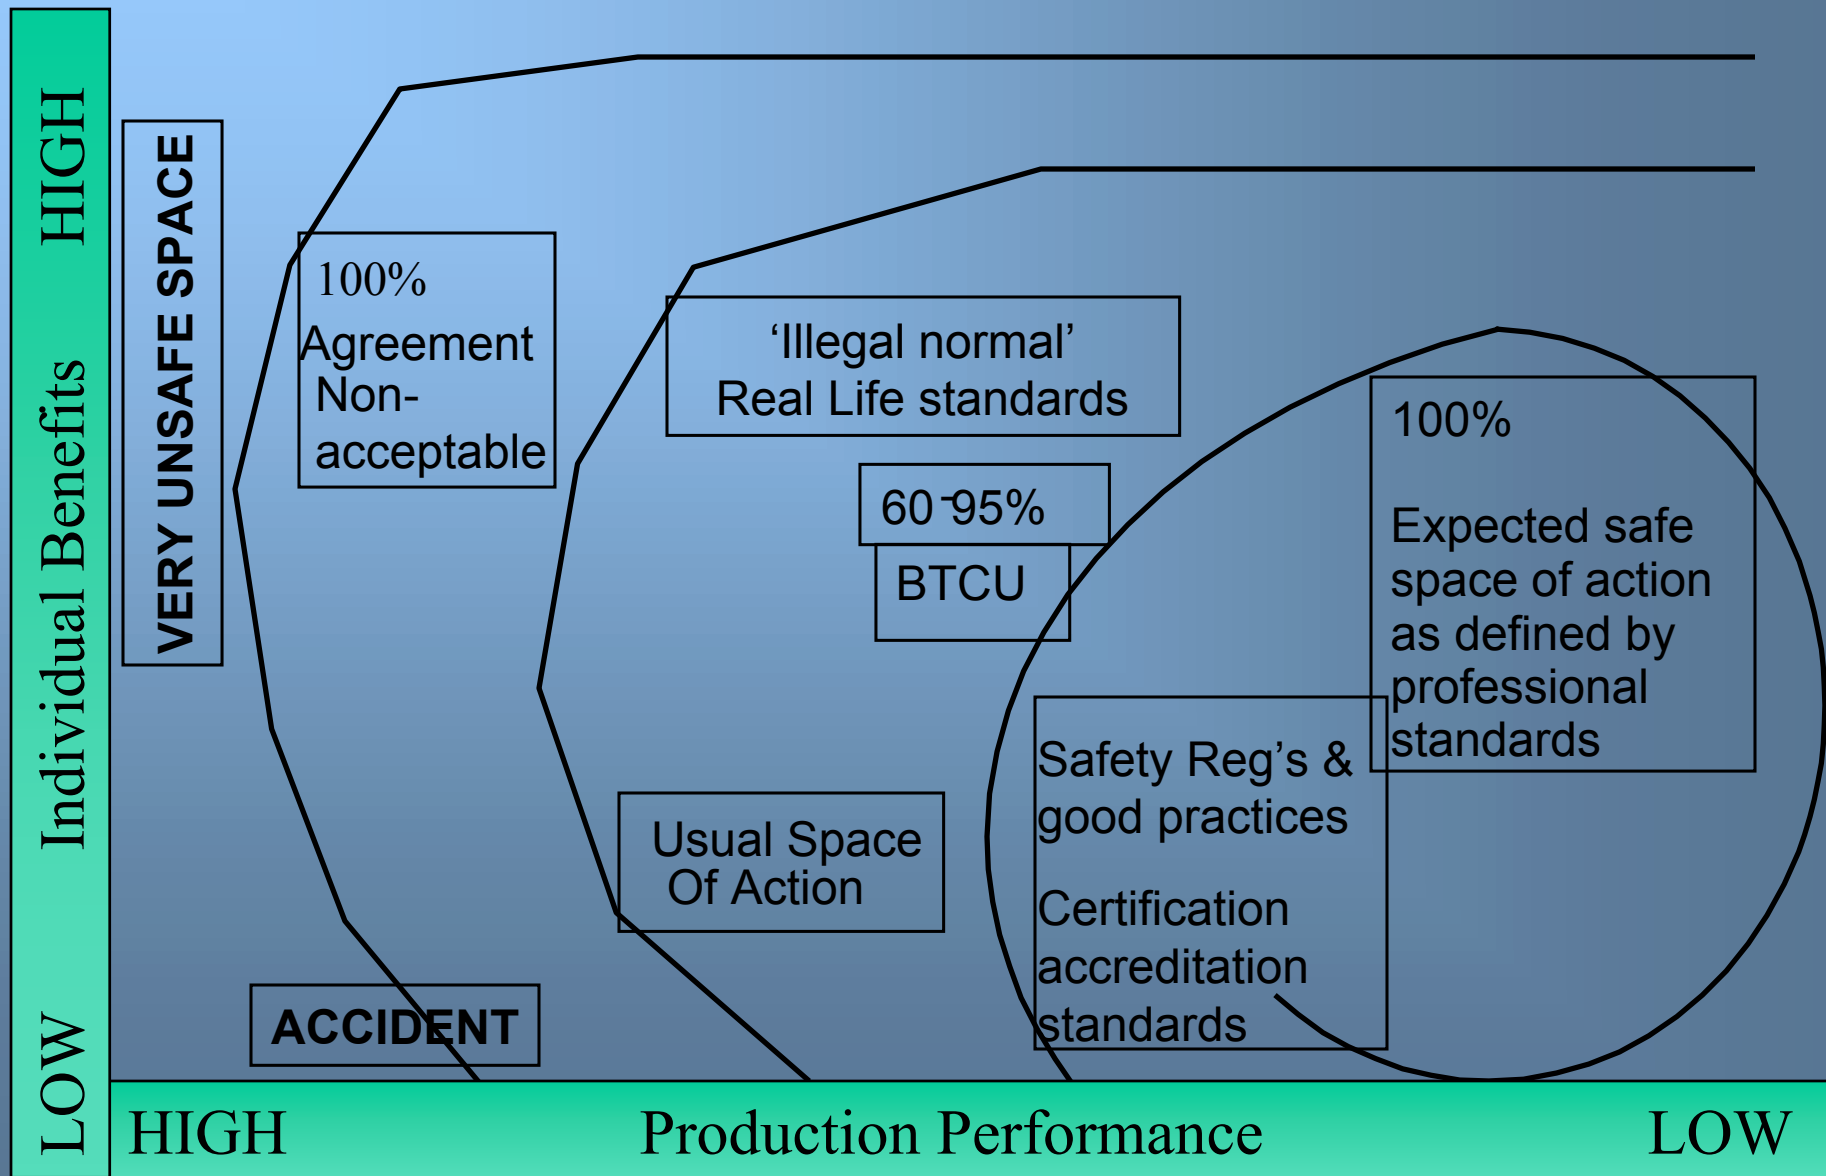 HIGH
Individual Benefits
LOW
VERY UNSAFE SPACE
100%
Agreement
Non-
acceptable
‘Illegal normal’
Real Life standards
60-95%
BTCU
100%
Expected safe
space of action
as defined by
professional
standards
Safety Reg’s &
good practices
Certification
accreditation
standards
Usual Space
Of Action
ACCIDENT
HIGH Production Performance LOW